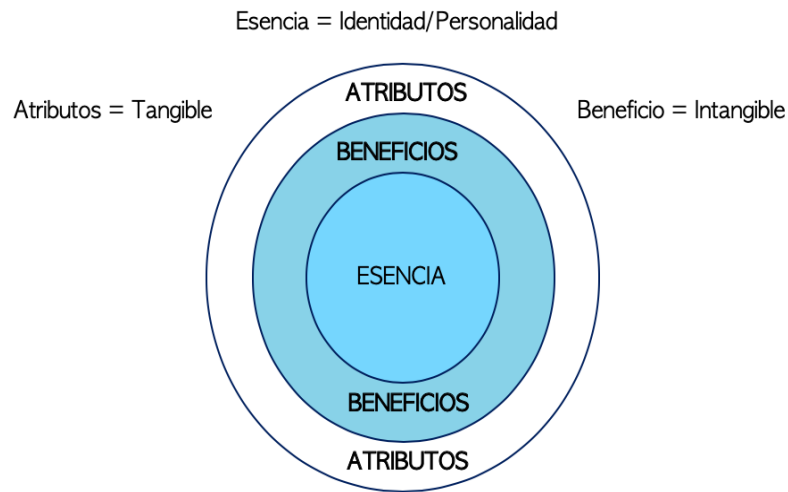 Esencia = Identidad/Personalidad
ATRIBUTOS
Atributos = Tangible
Beneficio = Intangible
BENEFICIOS
ESENCIA
BENEFICIOS
ATRIBUTOS